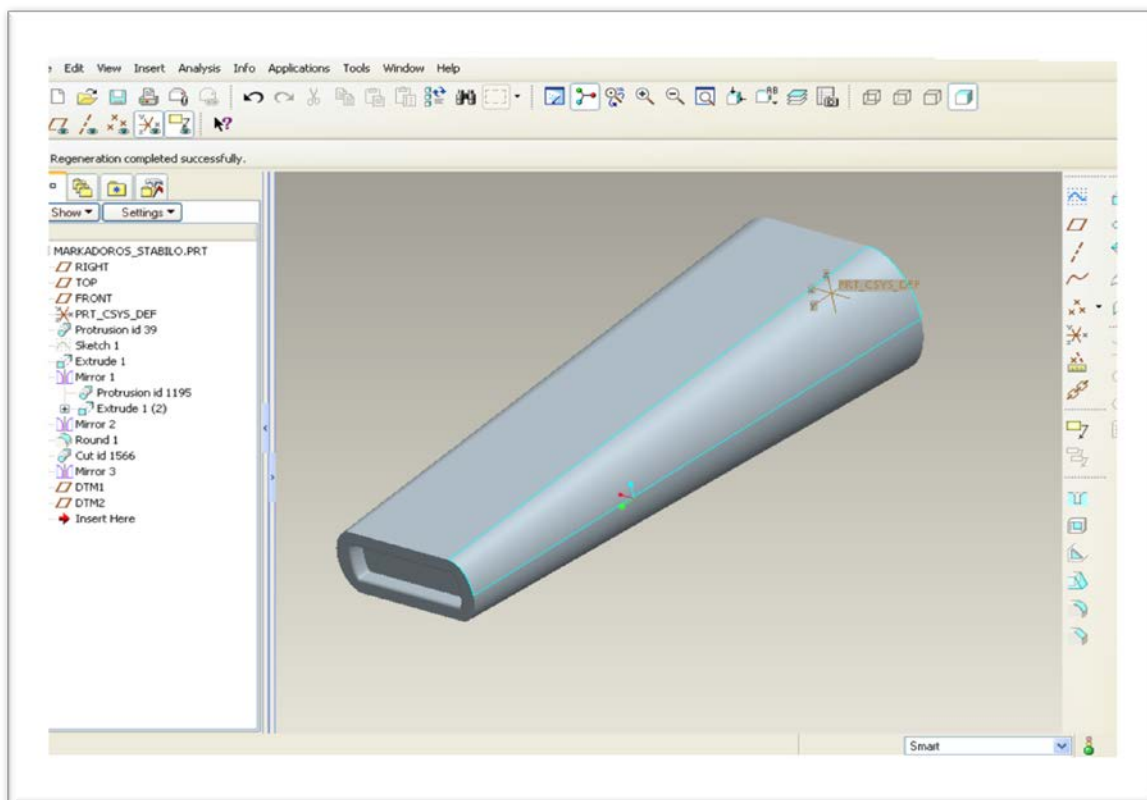 Edit View Insert Analysis Info Applications Tools Window Help
Regeneration completed successfully.
Show Settings
MARKADOROS_STABILO.PRT
RIGHT
TOP
FRONT
PRT_CSYS_DEF
Protrusion id 39
Sketch 1
Extrude 1
Mirror 1
Protrusion id 1195
Extrude 1 (2)
Mirror 2
Round 1
Cut id 1566
Mirror 3
DTM1
DTM2
Insert Here
PRT_CSYS_DEF
Smart